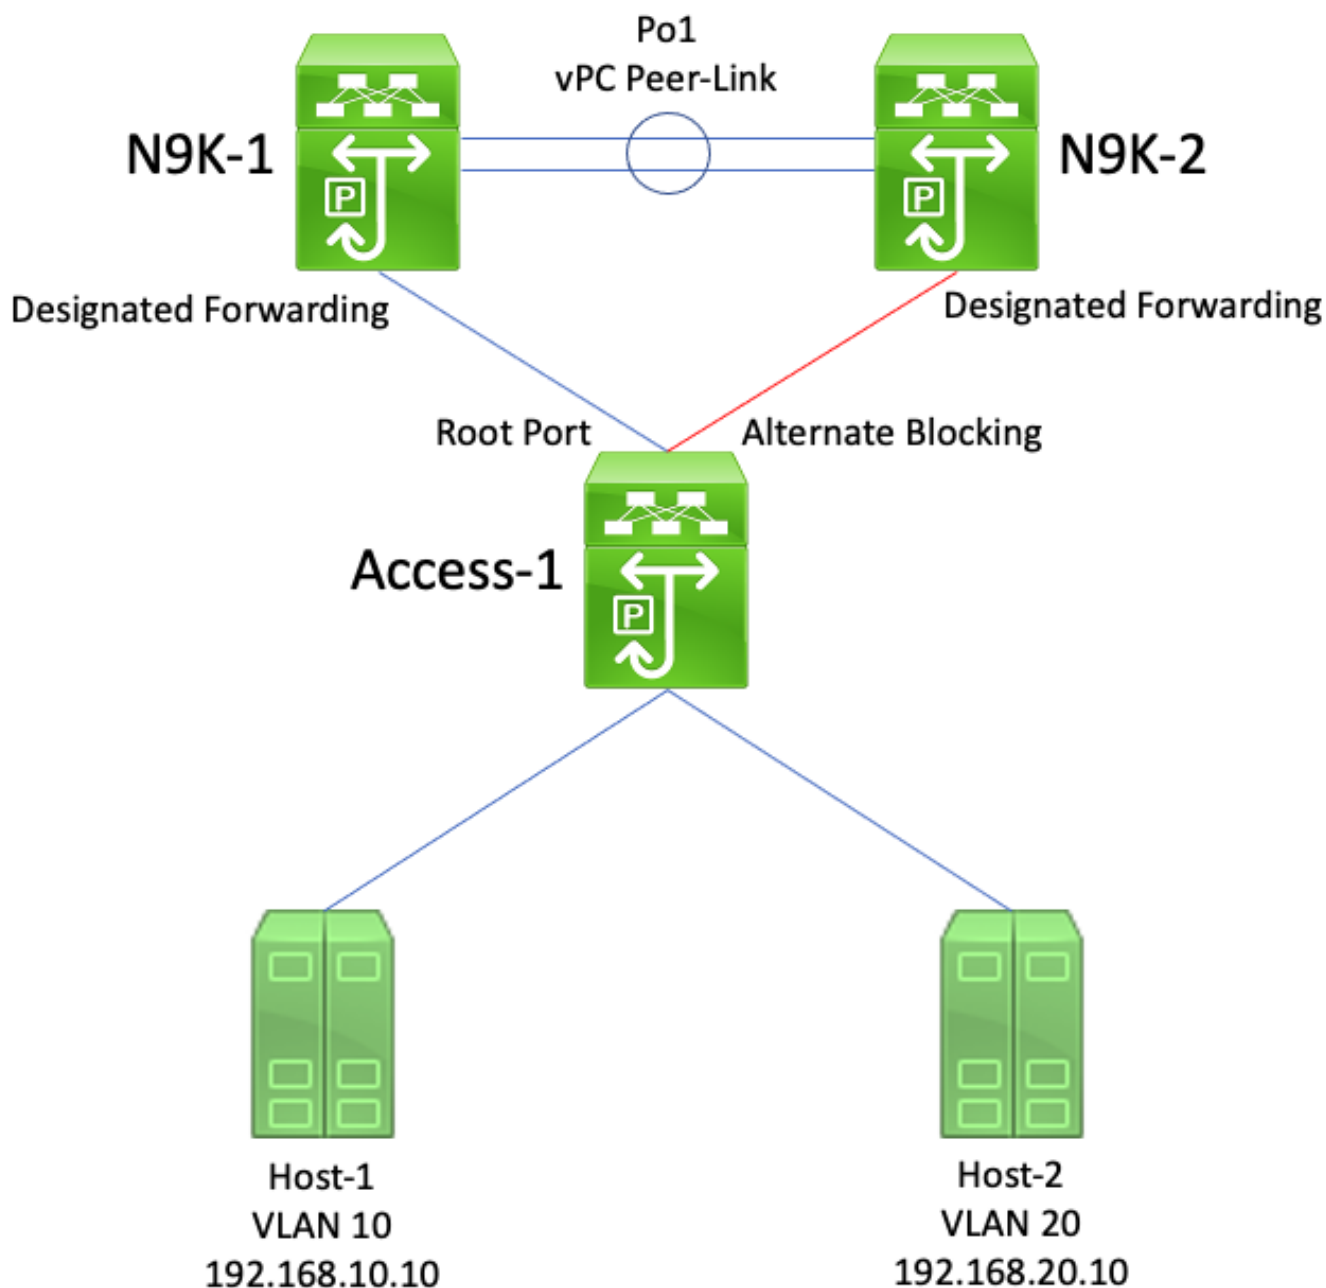 Po1
vPC Peer-Link
N9K-1
N9K-2
P
P
Designated Forwarding
Designated Forwarding
Root Port
Alternate Blocking
Access-1
P
Host-1
VLAN 10
192.168.10.10
Host-2
VLAN 20
192.168.20.10